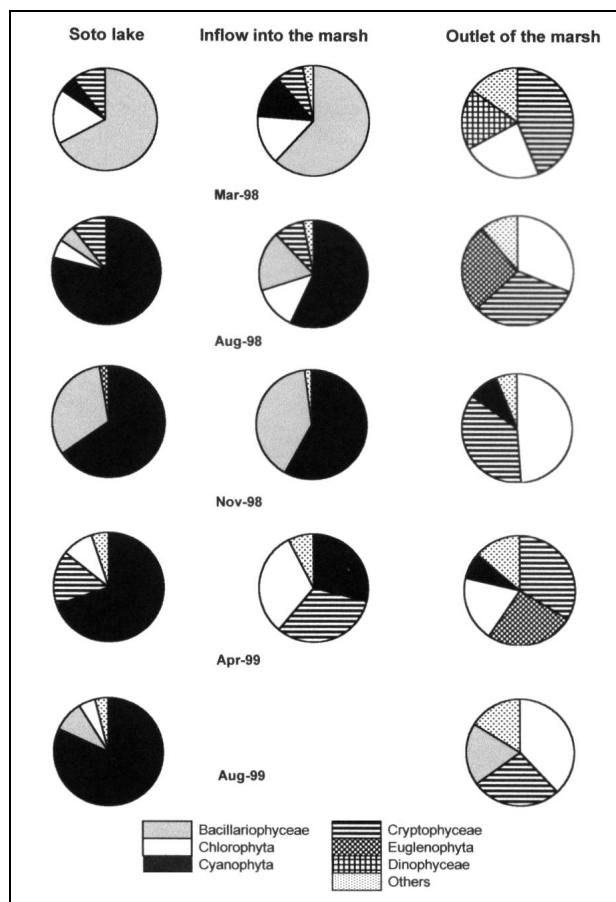 Soto lake Inflow into the marsh Outlet of the marsh
Mar-98
Aug-98
Nov-98
Apr-99
Aug-99
Bacillariophyceae
Chlorophyta
Cyanophyta
Cryptophyceae
Euglenophyta
Dinophyceae
Others